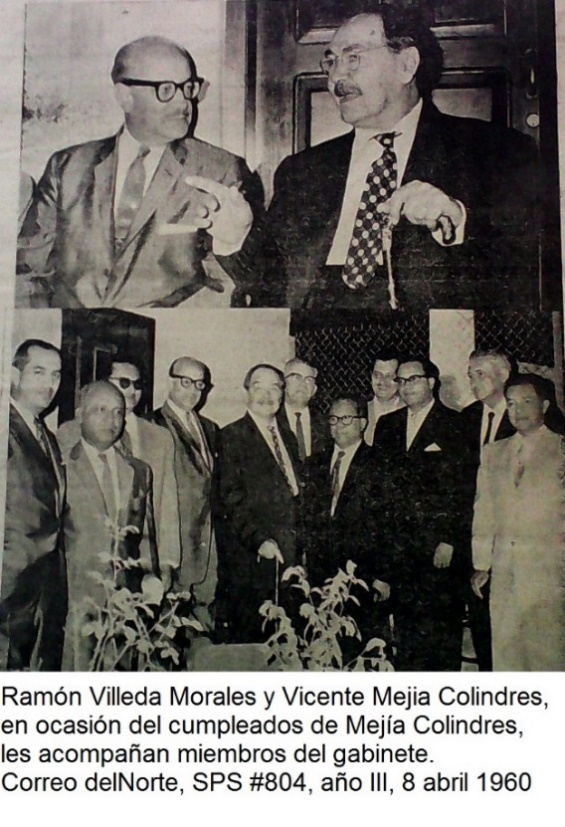 Ramón Villeda Morales y Vicente Mejia Colindres,
en ocasión del cumpleados de Mejía Colindres,
les acompañan miembros del gabinete.
Correo delNorte, SPS #804, año III, 8 abril 1960